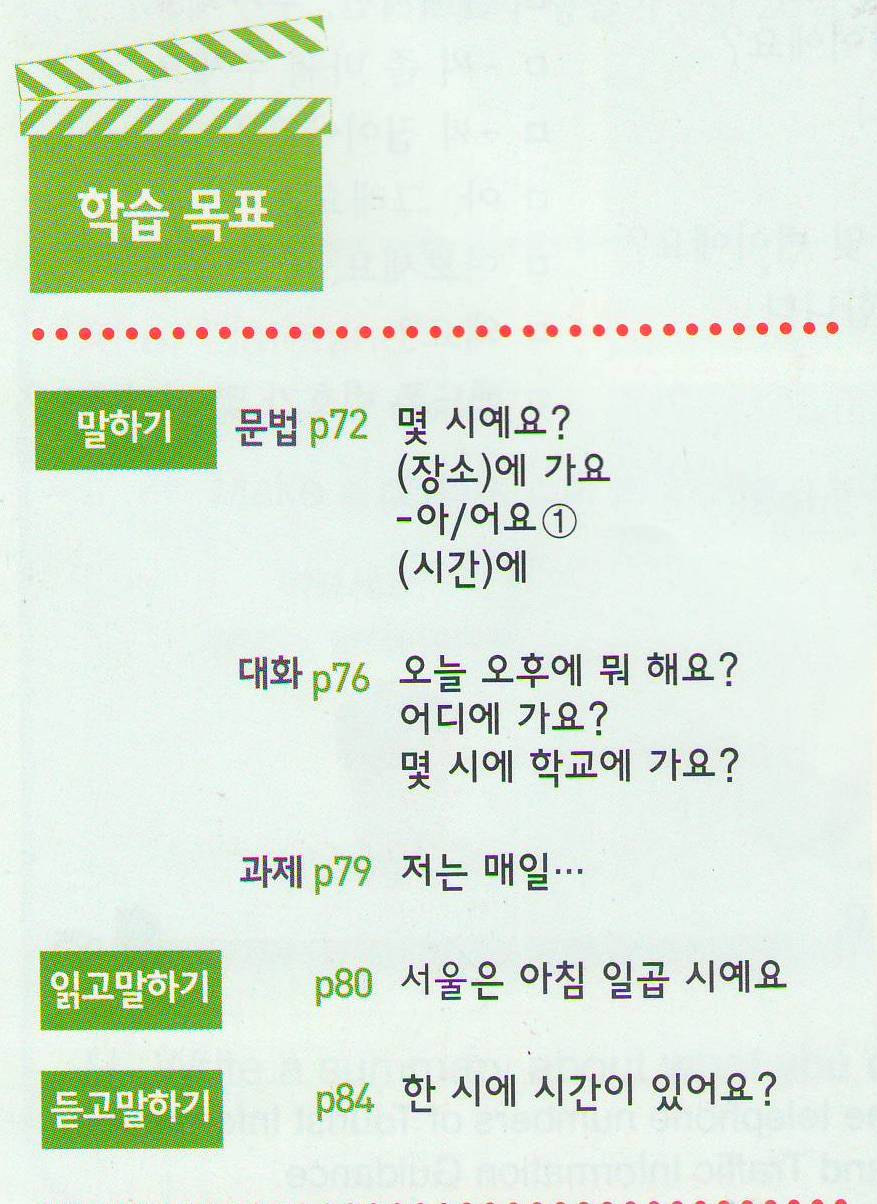 학습 목표
말하기 문법 p72 몇 시예요?
(장소)에 가요
-아/어요①
(시간)에
대화 p76 오늘 오후에 뭐 해요?
어디에 가요?
몇 시에 학교에 가요?
과제 p79 저는 매일…
읽고말하기 p80 서울은 아침 일곱 시예요
듣고말하기 p84 한 시에 시간이 있어요?